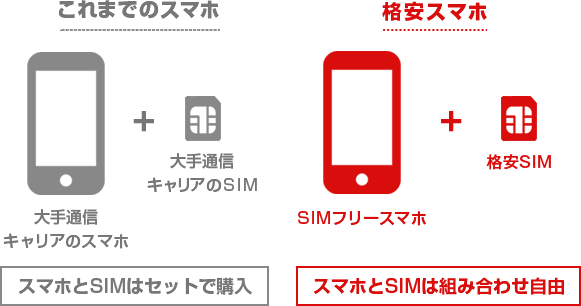 これまでのスマホ
大手通信
キャリアのSIM
大手通信
キャリアのスマホ
スマホとSIMはセットで購入
格安スマホ
格安SIM
SIMフリースマホ
スマホとSIMは組み合わせ自由